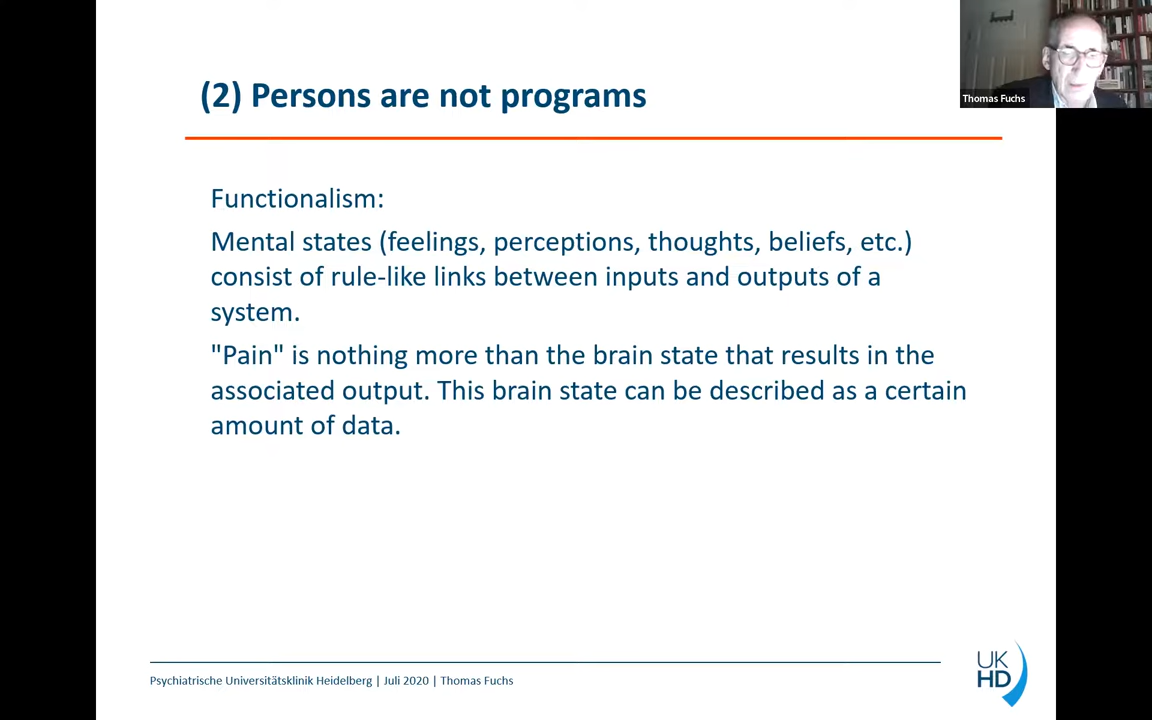 (2) Persons are not programs
Thomas Fuchs
Functionalism:
Mental states (feelings, perceptions, thoughts, beliefs, etc.)
consist of rule-like links between inputs and outputs of a
system.
"Pain" is nothing more than the brain state that results in the
associated output. This brain state can be described as a certain
amount of data.
Psychiatrische Universitätsklinik Heidelberg | Juli 2020 | Thomas Fuchs
UK
HD